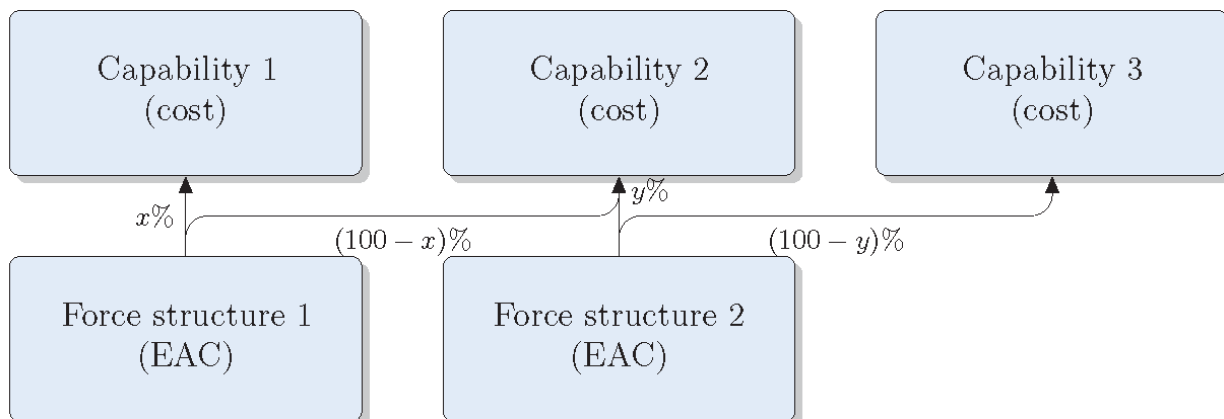 Capability 1
(cost)
Capability 2
(cost)
Capability 3
(cost)
x%
y%
(100 − x)%
(100 − y)%
Force structure 1
(EAC)
Force structure 2
(EAC)